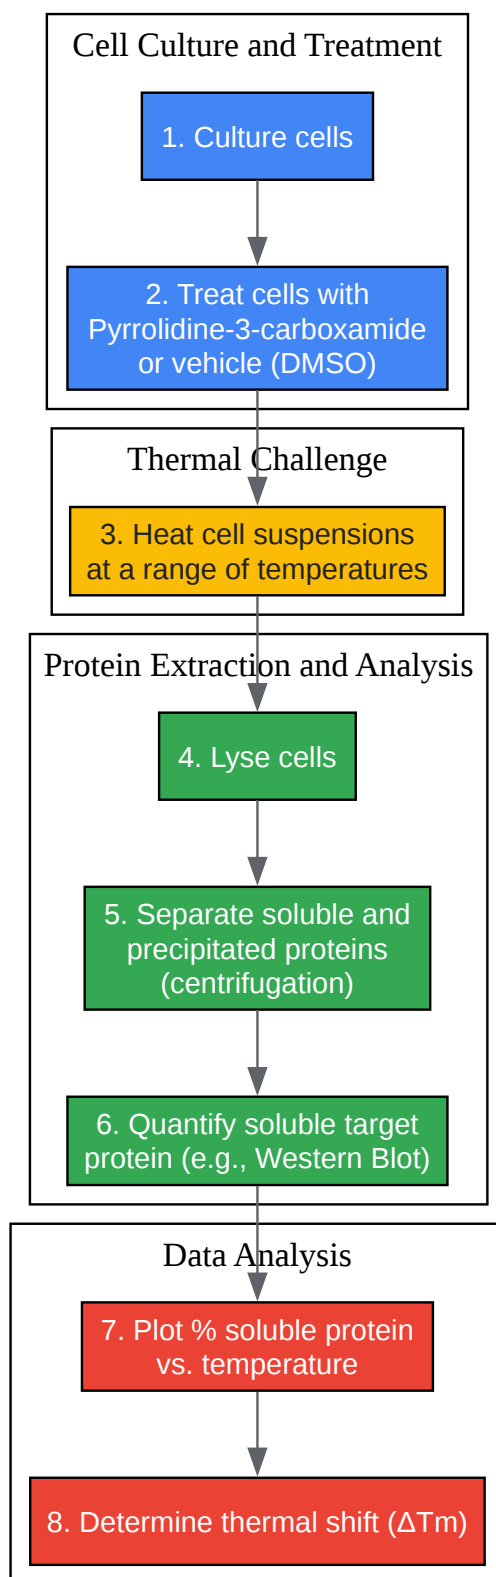 Cell Culture and Treatment
1. Culture cells
2. Treat cells with
Pyrrolidine-3-carboxamide
or vehicle (DMSO)
Thermal Challenge
3. Heat cell suspensions
at a range of temperatures
Protein Extraction and Analysis
4. Lyse cells
5. Separate soluble and
precipitated proteins
(centrifugation)
6. Quantify soluble target
protein (e.g., Western Blot)
Data Analysis
7. Plot % soluble protein
vs. temperature
8. Determine thermal shift (ΔTm)